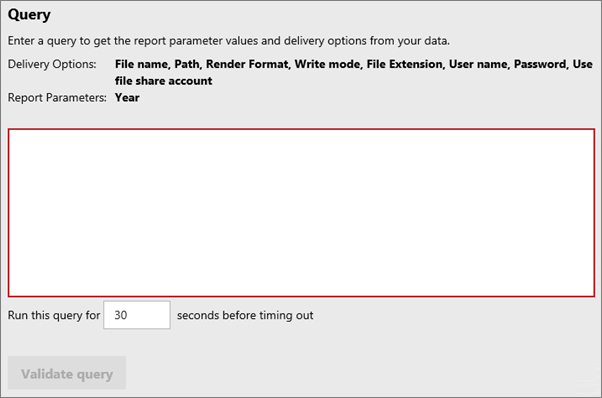 Query
Enter a query to get the report parameter values and delivery options from your data.
Delivery Options: File name, Path, Render Format, Write mode, File Extension, User name, Password, Use
file share account
Report Parameters: Year
Run this query for 30 seconds before timing out
Validate query